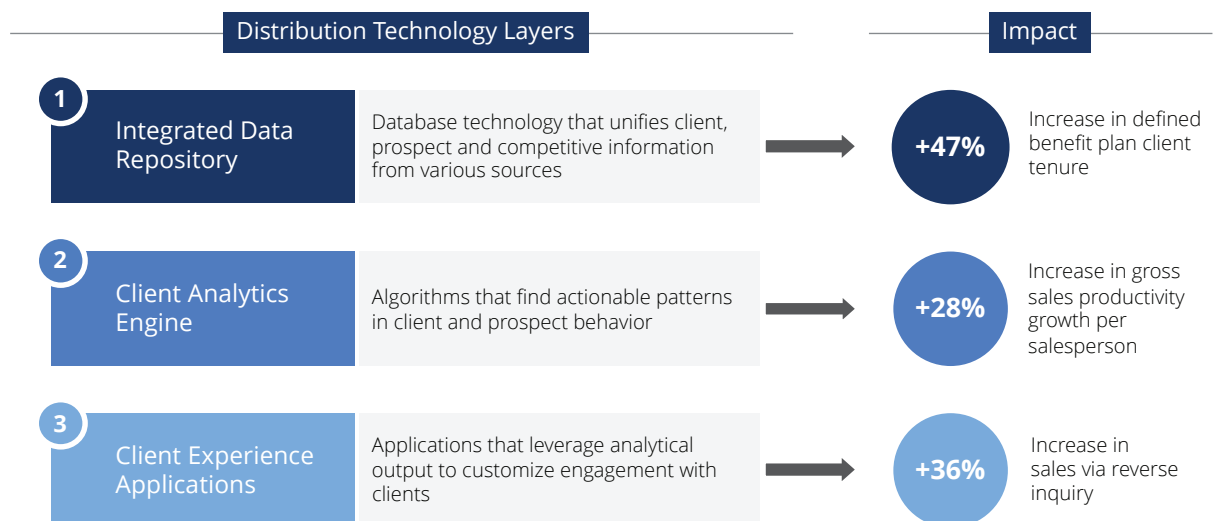 Distribution Technology Layers
Impact
1
Integrated Data
Repository
Database technology that unifies client,
prospect and competitive information
from various sources
+47%
Increase in defined
benefit plan client
tenure
2
Client Analytics
Engine
Algorithms that find actionable patterns
in client and prospect behavior
+28%
Increase in gross
sales productivity
growth per
salesperson
3
Client Experience
Applications
Applications that leverage analytical
output to customize engagement with
clients
+36%
Increase in
sales via reverse
inquiry